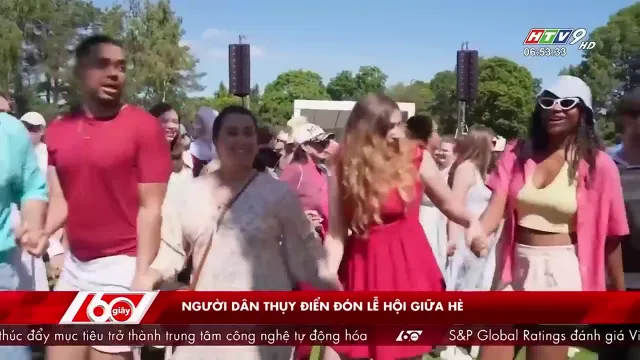 HTV9 HD
06:53:33
60 giây
NGƯỜI DÂN THỤY ĐIỂN ĐÓN LỄ HỘI GIỮA HÈ
thúc đẩy mục tiêu trở thành trung tâm công nghệ tự động hóa 60 S&P Global Ratings đánh giá V